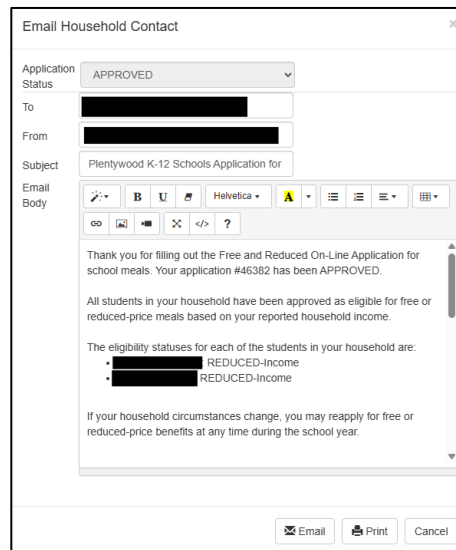 Email Household Contact ×
Application
Status
APPROVED
To
From
Subject Plentywood K-12 Schools Application for
Email
Body
B U Helvetica A
</> ?
Thank you for filling out the Free and Reduced On-Line Application for
school meals. Your application #46382 has been APPROVED.
All students in your household have been approved as eligible for free or
reduced-price meals based on your reported household income.
The eligibility statuses for each of the students in your household are:
• : REDUCED-Income
• REDUCED-Income
If your household circumstances change, you may reapply for free or
reduced-price benefits at any time during the school year.
Email Print Cancel